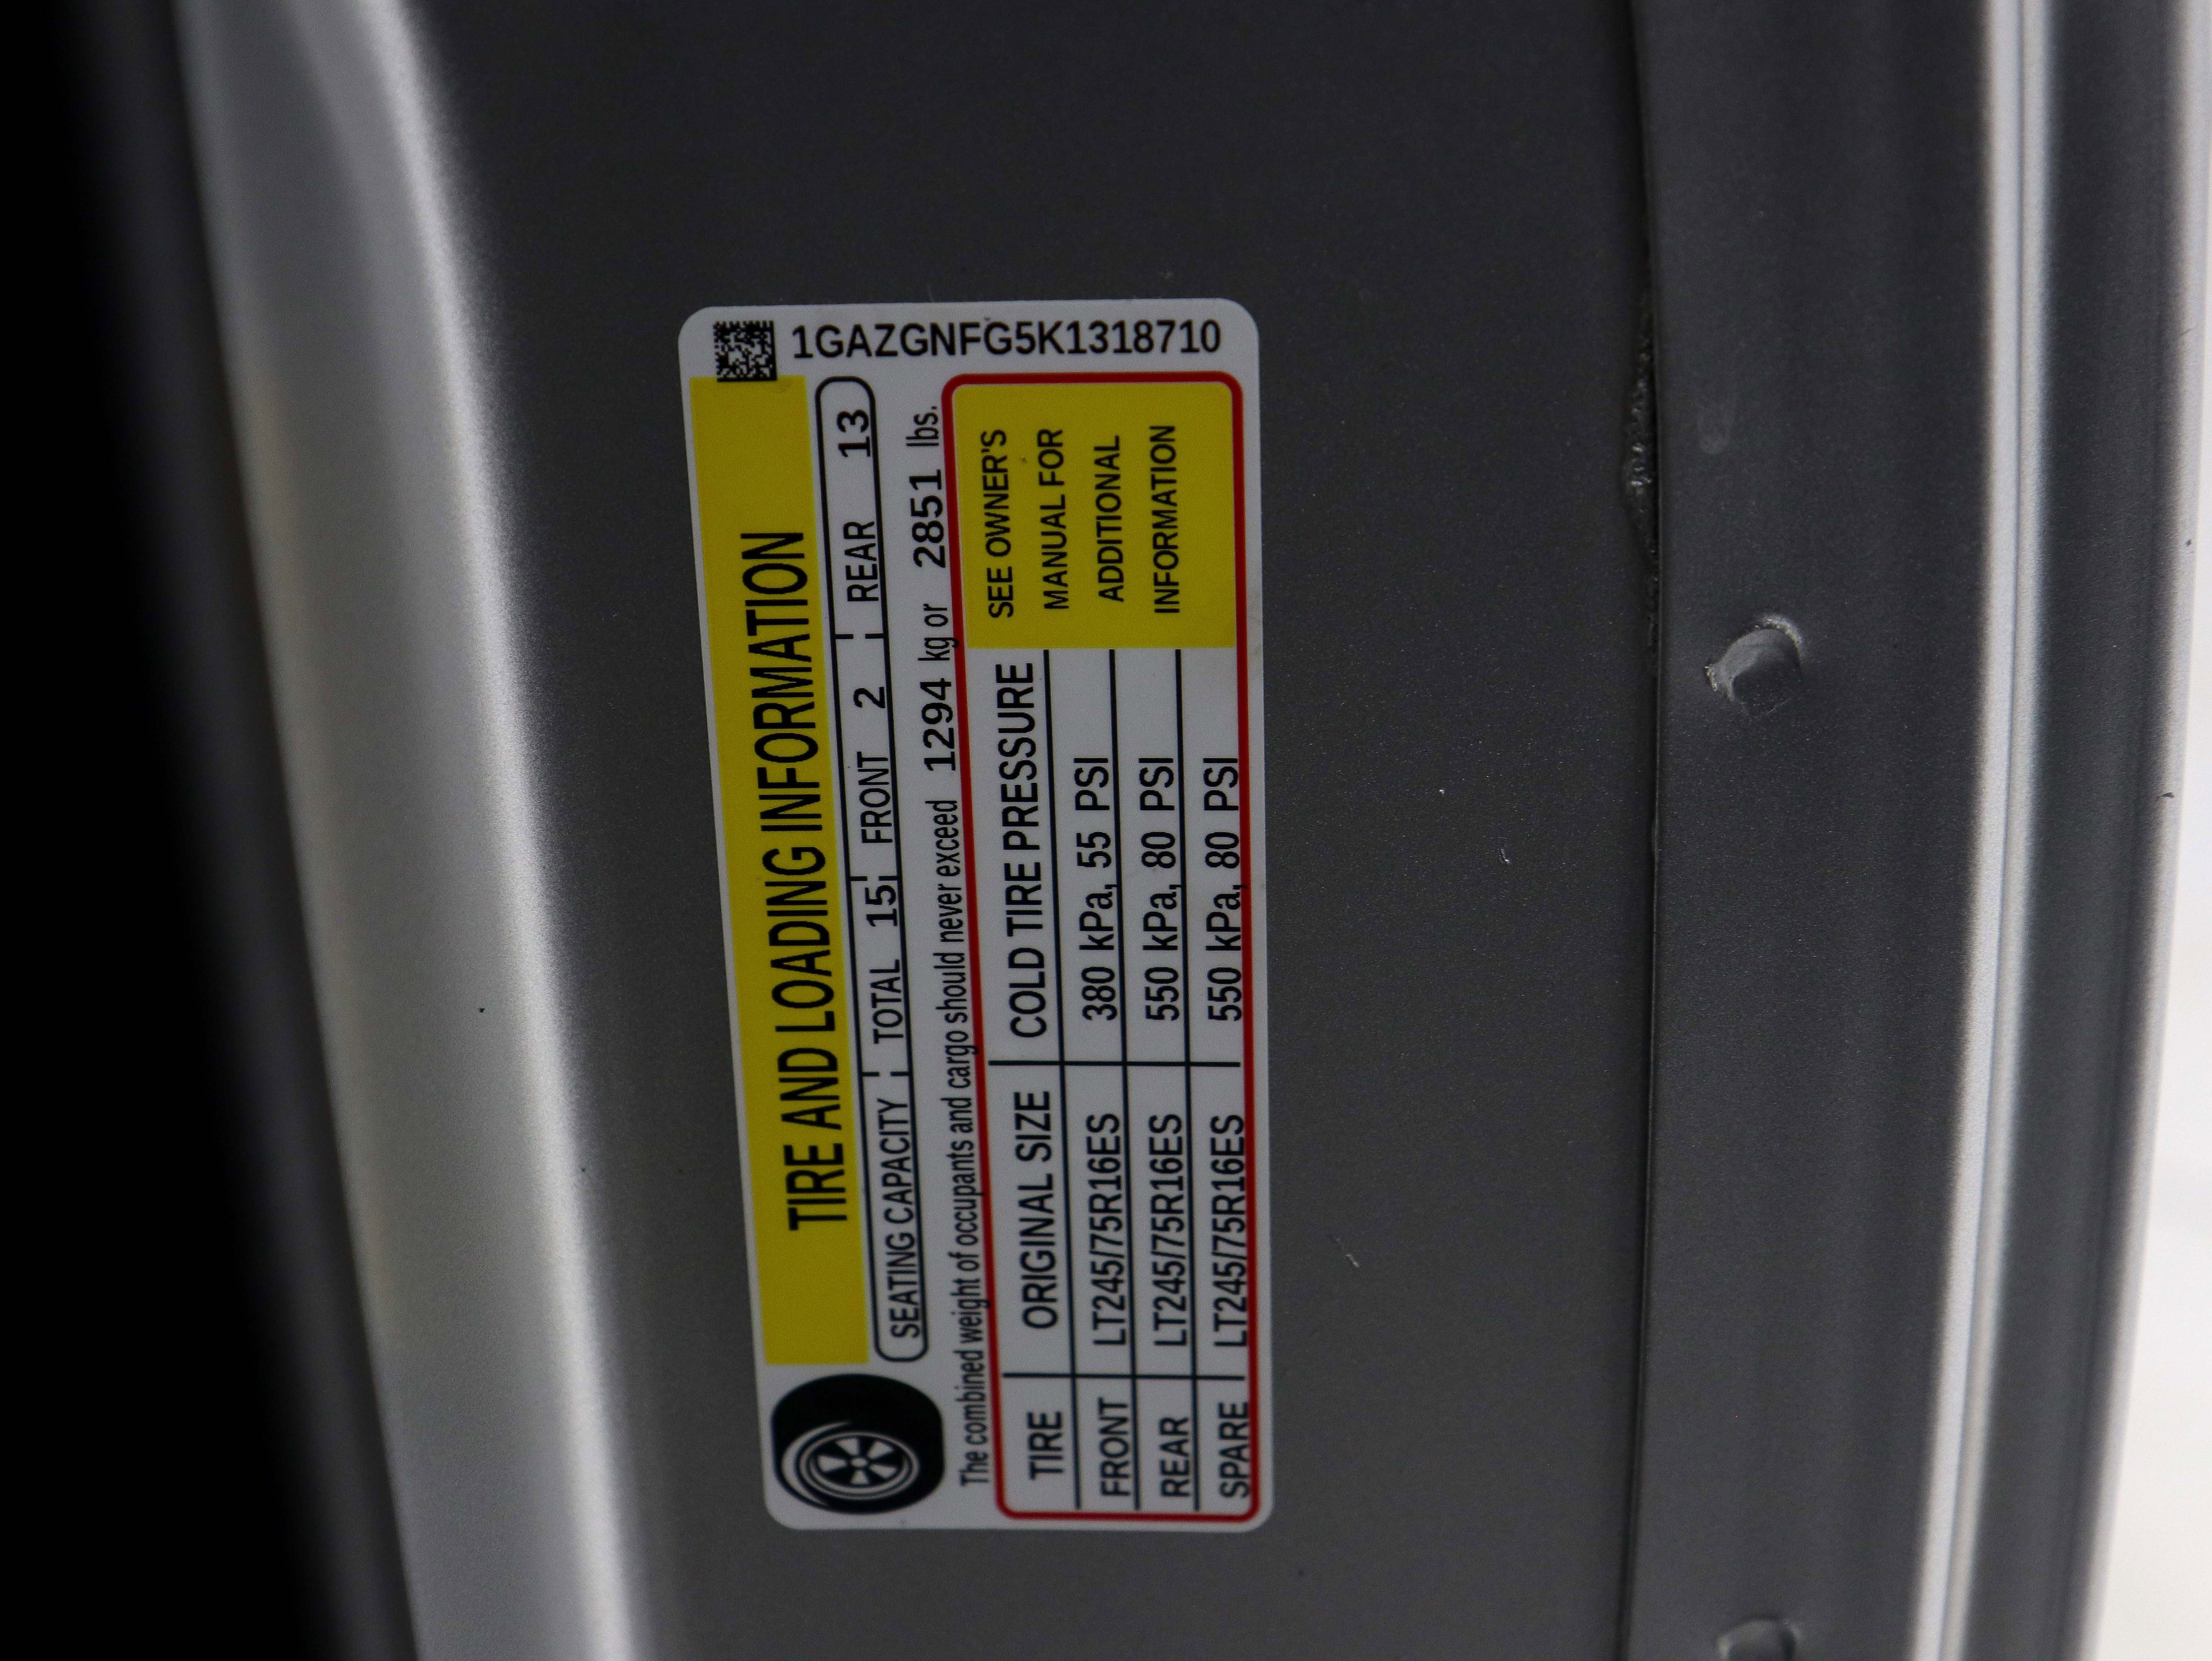 TIRE AND LOADING INFORMATION
SEATING CAPACITY TOTAL 15 FRONT 2 REAR 13
The combined weight of occupants and cargo should never exceed 1294 kg or 2851 lbs.
TIRE ORIGINAL SIZE COLD TIRE PRESSURE
FRONT LT245/75R16ES 380 kPa, 55 PSI
REAR LT245/75R16ES 550 kPa, 80 PSI
SPARE LT245/75R16ES 550 kPa, 80 PSI
SEE OWNER'S
MANUAL FOR
ADDITIONAL
INFORMATION
1GAZGNFG5K1318710